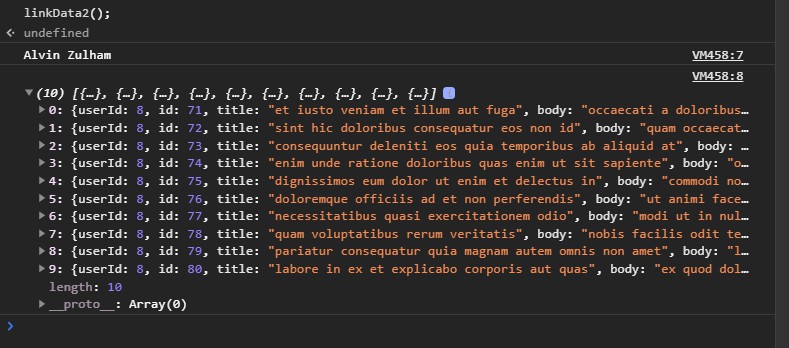 linkData2();
undefined
Alvin Zulham VM458:7
VM458:8
(10) [{…}, {…}, {…}, {…}, {…}, {…}, {…}, {…}, {…}, {…}] i
0: {userId: 8, id: 71, title: "et iusto veniam et illum aut fuga", body: "occaecati a doloribus…
1: {userId: 8, id: 72, title: "sint hic doloribus consequatur eos non id", body: "quam occaecat…
2: {userId: 8, id: 73, title: "consequuntur deleniti eos quia temporibus ab aliquid at", body: …
3: {userId: 8, id: 74, title: "enim unde ratione doloribus quas enim ut sit sapiente", body: "o…
4: {userId: 8, id: 75, title: "dignissimos eum dolor ut enim et delectus in", body: "commodi no…
5: {userId: 8, id: 76, title: "doloremque officiis ad et non perferendis", body: "ut animi face…
6: {userId: 8, id: 77, title: "necessitatibus quasi exercitationem odio", body: "modi ut in nul…
7: {userId: 8, id: 78, title: "quam voluptatibus rerum veritatis", body: "nobis facilis odit te…
8: {userId: 8, id: 79, title: "pariatur consequatur quia magnam autem omnis non amet", body: "l…
9: {userId: 8, id: 80, title: "labore in ex et explicabo corporis aut quas", body: "ex quod dol…
length: 10
__proto__: Array(0)